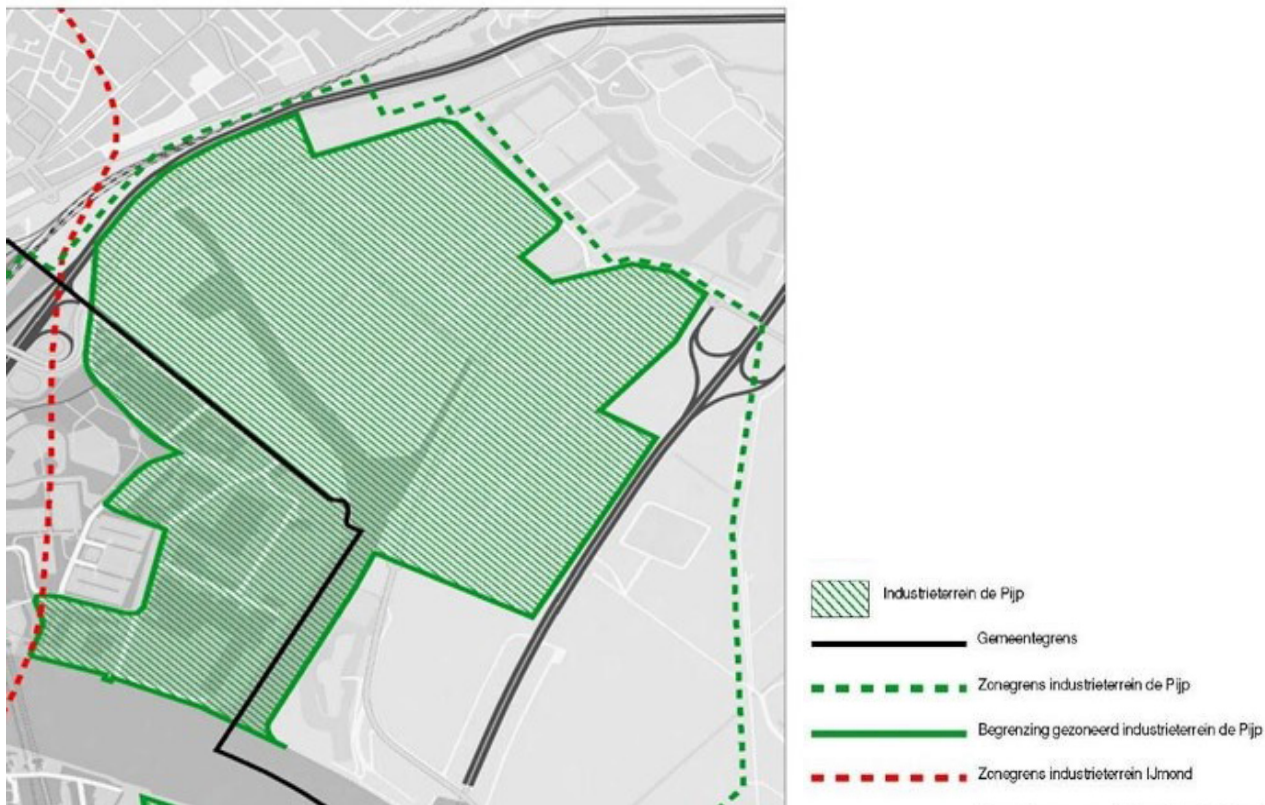 Industrieterrein de Pijp
Gemeentegrens
Zonegrens industrieterrein de Pijp
Begrenzing gezoneerd industrieterrein de Pijp
Zonegrens industrieterrein IJmond